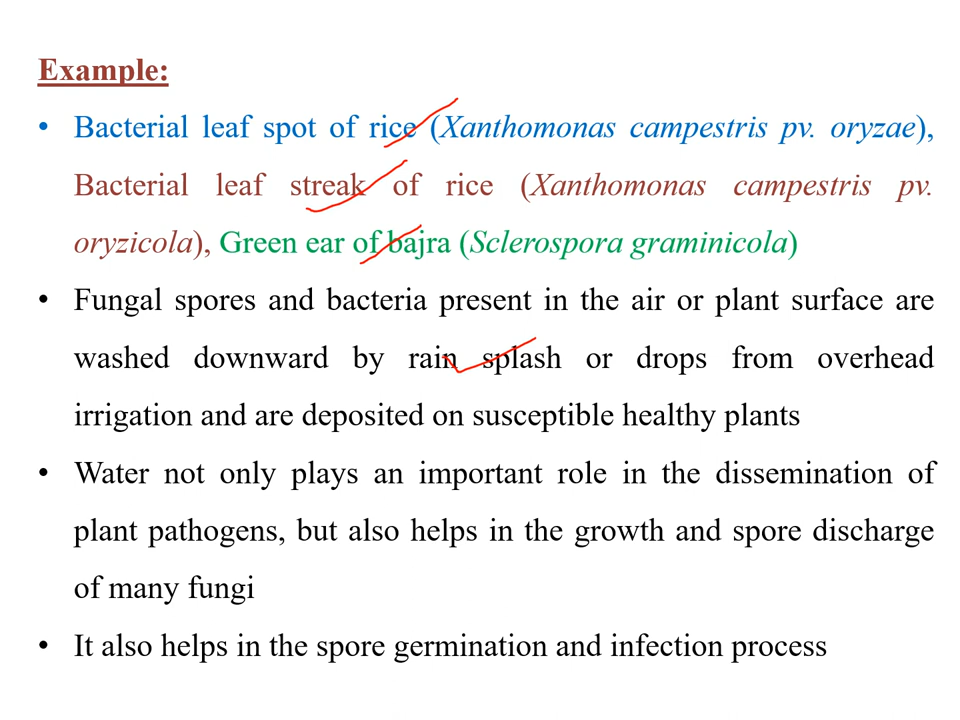 Example:
• Bacterial leaf spot of rice (Xanthomonas campestris pv. oryzae),
Bacterial leaf streak of rice (Xanthomonas campestris pv.
oryzicola), Green ear of bajra (Sclerospora graminicola)
• Fungal spores and bacteria present in the air or plant surface are
washed downward by rain splash or drops from overhead
irrigation and are deposited on susceptible healthy plants
• Water not only plays an important role in the dissemination of
plant pathogens, but also helps in the growth and spore discharge
of many fungi
• It also helps in the spore germination and infection process